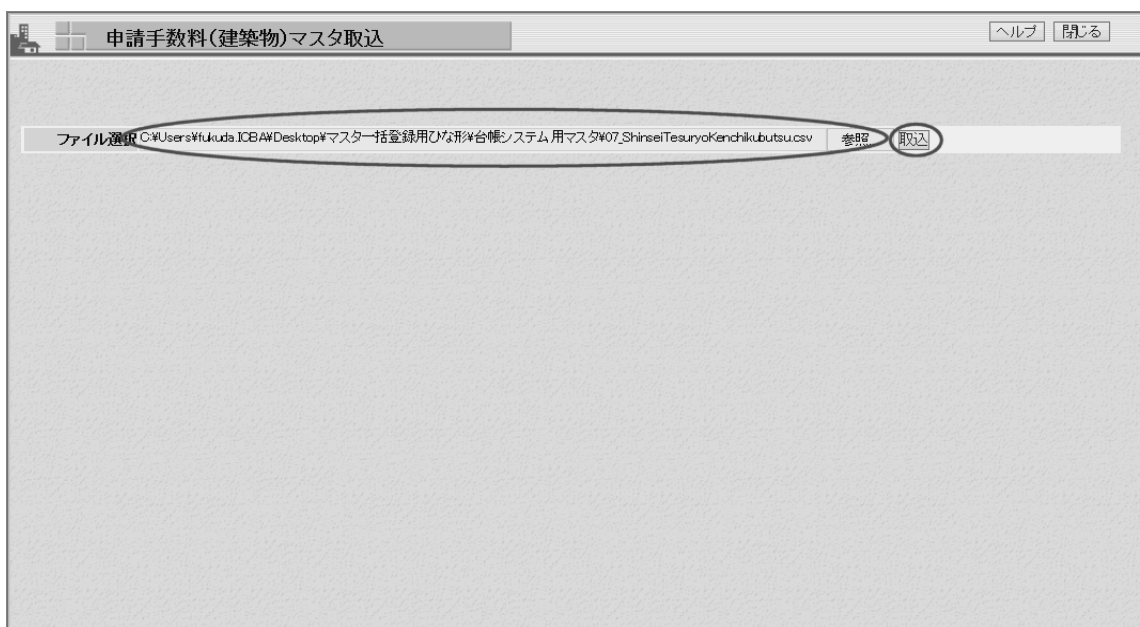 申請手数料(建築物)マスタ取込
ヘルプ 閉じる
ファイル選択 C:¥Users¥fukuda.ICBA¥Desktop¥マスタ一括登録用ひな形¥台帳システム用マスタ¥07_ShinseiTesuryoKenchikubutsu.csv 参照... 取込